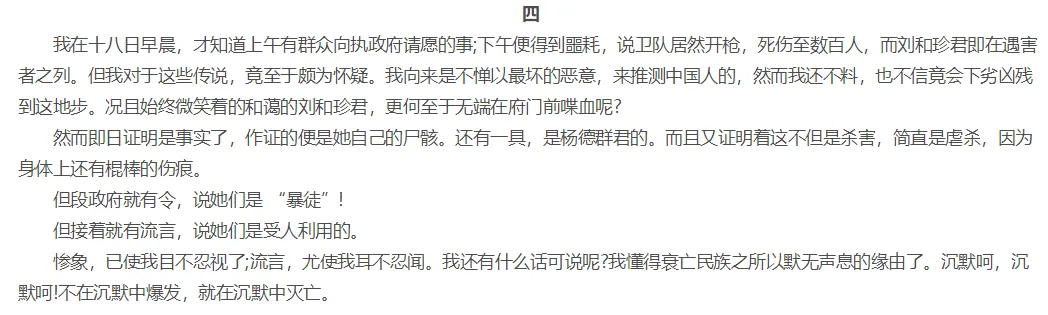 四
我在十八日早晨，才知道上午有群众向执政府请愿的事;下午便得到噩耗，说卫队居然开枪，死伤至数百人，而刘和珍君即在遇害
者之列。但我对于这些传说，竟至于颇为怀疑。我向来是不惮以最坏的恶意，来推测中国人的，然而我还不料，也不信竟会下劣凶残
到这地步。况且始终微笑着的和蔼的刘和珍君，更何至于无端在府门前喋血呢?
然而即日证明是事实了，作证的便是她自己的尸骸。还有一具，是杨德群君的。而且又证明着这不但是杀害，简直是虐杀，因为
身体上还有棍棒的伤痕。
但段政府就有令，说她们是 “暴徒”!
但接着就有流言，说她们是受人利用的。
惨象，已使我目不忍视了;流言，尤使我耳不忍闻。我还有什么话可说呢?我懂得衰亡民族之所以默无声息的缘由了。沉默呵，沉
默呵!不在沉默中爆发，就在沉默中灭亡。